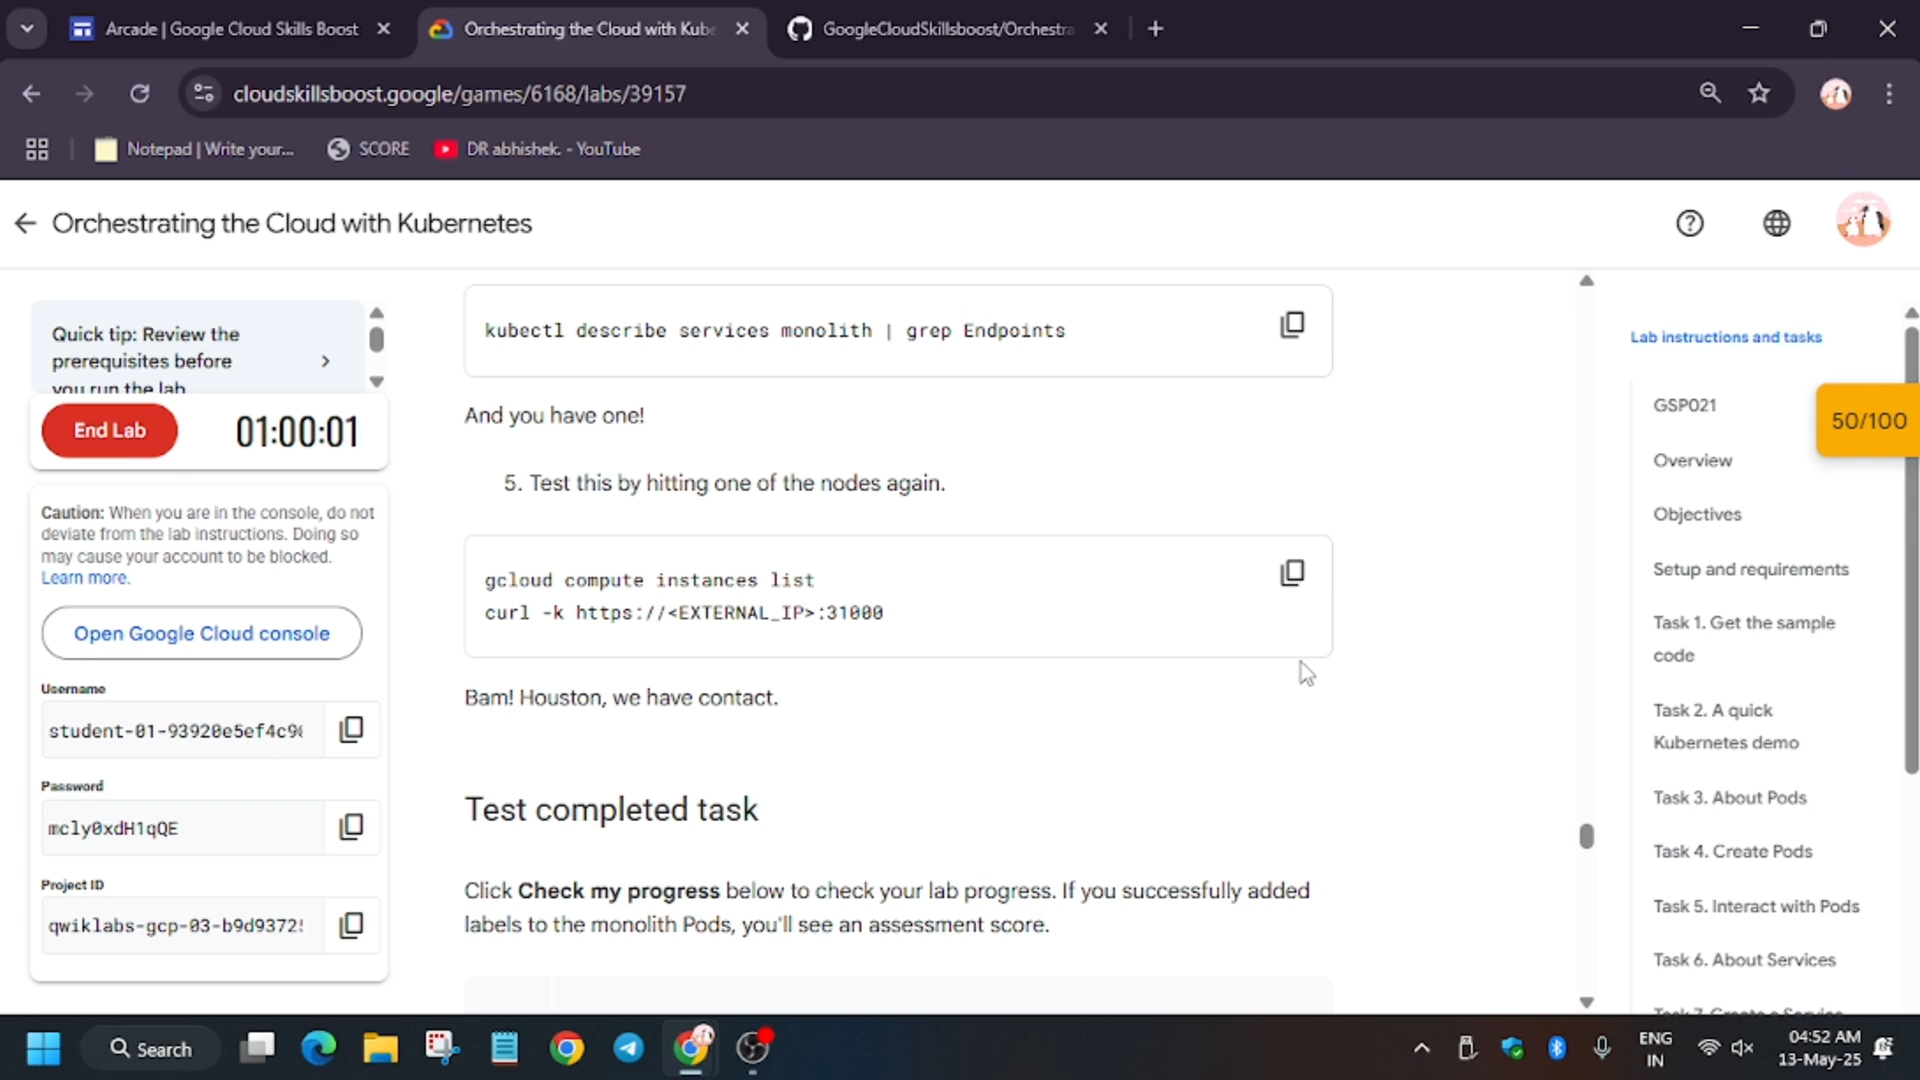 Arcade | Google Cloud Skills Boost
Orchestrating the Cloud with Kube
GoogleCloudSkillsboost/Orchestra
cloudskillsboost.google/games/6168/labs/39157
Notepad | Write your...
SCORE
DR abhishek. - YouTube
Orchestrating the Cloud with Kubernetes
Quick tip: Review the
prerequisites before
you run the lab
End Lab
01:00:01
Caution: When you are in the console, do not
deviate from the lab instructions. Doing so
may cause your account to be blocked.
Learn more.
Open Google Cloud console
Username
student-01-93920e5ef4c9
Password
mcly0xdH1qQE
Project ID
qwiklabs-gcp-03-b9d9372
kubectl describe services monolith | grep Endpoints
And you have one!
5. Test this by hitting one of the nodes again.
gcloud compute instances list
curl -k https://<EXTERNAL_IP>:31000
Bam! Houston, we have contact.
Test completed task
Click Check my progress below to check your lab progress. If you successfully added
labels to the monolith Pods, you'll see an assessment score.
Lab instructions and tasks
GSP021
50/100
Overview
Objectives
Setup and requirements
Task 1. Get the sample
code
Task 2. A quick
Kubernetes demo
Task 3. About Pods
Task 4. Create Pods
Task 5. Interact with Pods
Task 6. About Services
Task 7. Create a Service
Search
ENG
IN
04:52 AM
13-May-25